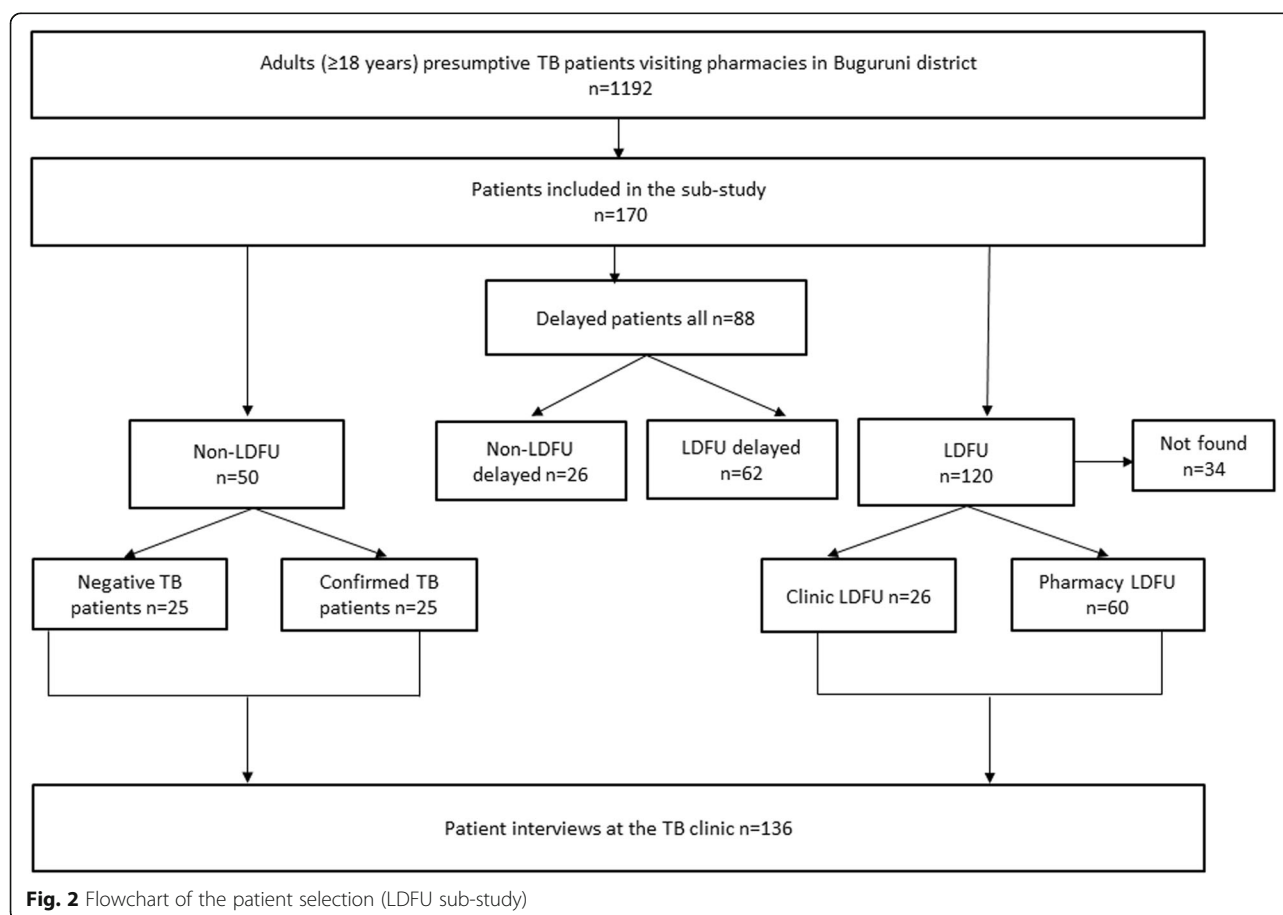 Adults (≥18 years) presumptive TB patients visiting pharmacies in Buguruni district
n=1192
Patients included in the sub-study
n=170
Delayed patients all n=88
Non-LDFU
n=50
Non-LDFU
delayed n=26
LDFU delayed
n=62
LDFU
n=120
Not found
n=34
Negative TB
patients n=25
Confirmed TB
patients n=25
Clinic LDFU n=26
Pharmacy LDFU
n=60
Patient interviews at the TB clinic n=136
Fig. 2 Flowchart of the patient selection (LDFU sub-study)